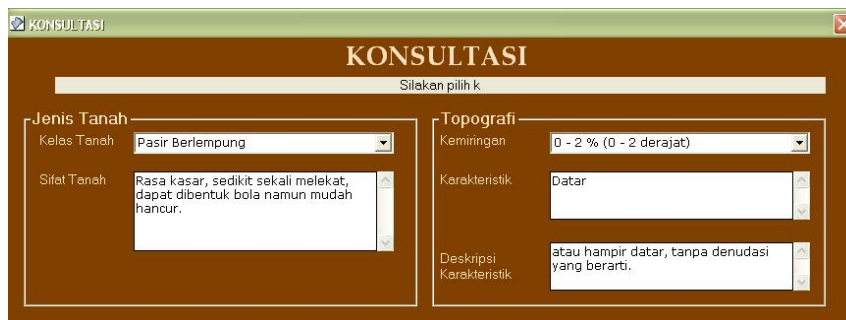 KONSULTASI
KONSULTASI
Silakan pilih k
Jenis Tanah
Kelas Tanah
Pasir Berlempung
Sifat Tanah
Rasa kasar, sedikit sekali melekat,
dapat dibentuk bola namun mudah
hancur.
Topografi
Kemiringan
0 - 2 % (0 - 2 derajat)
Karakteristik
Datar
Deskripsi
Karakteristik
atau hampir datar, tanpa denudasi
yang berarti.